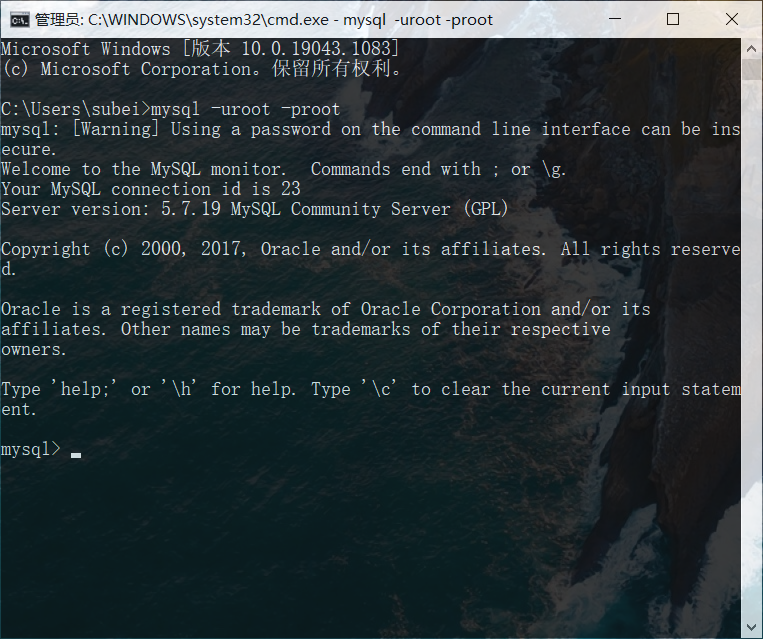 管理员: C:\WINDOWS\system32\cmd.exe - mysql  -uroot -proot
Microsoft Windows [版本 10.0.19043.1083]
(c) Microsoft Corporation。保留所有权利。
C:\Users\subei>mysql -uroot -proot
mysql: [Warning] Using a password on the command line interface can be ins
ecure.
Welcome to the MySQL monitor.  Commands end with ; or \g.
Your MySQL connection id is 23
Server version: 5.7.19 MySQL Community Server (GPL)
Copyright (c) 2000, 2017, Oracle and/or its affiliates. All rights reserve
d.
Oracle is a registered trademark of Oracle Corporation and/or its
affiliates. Other names may be trademarks of their respective
owners.
Type 'help;' or '\h' for help. Type '\c' to clear the current input statem
ent.
mysql>